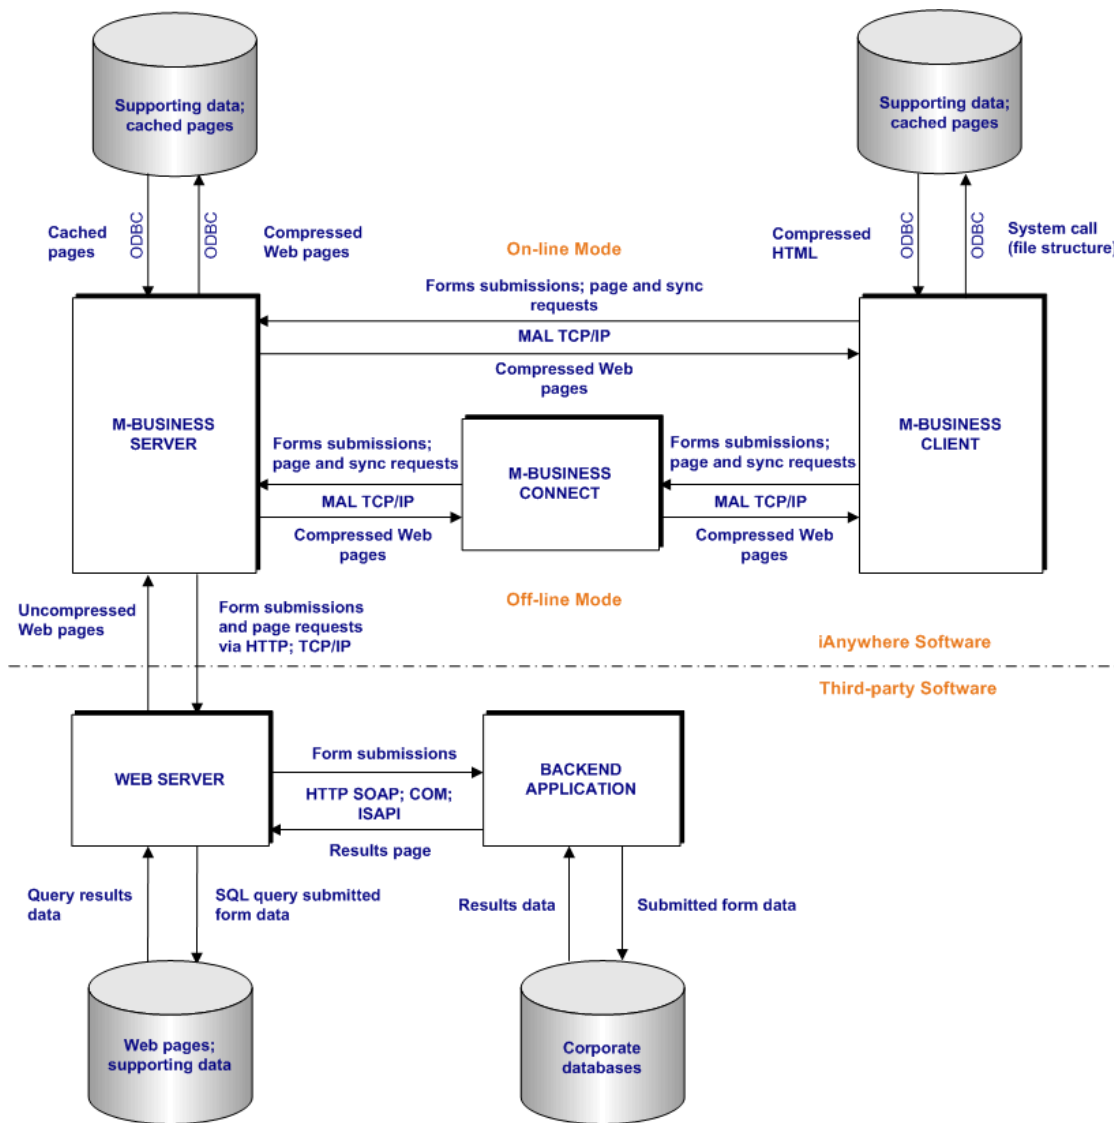 Supporting data;
cached pages
Supporting data;
cached pages
Cached
pages
ODBC
ODBC
Compressed
Web pages
On-line Mode
Compressed
HTML
ODBC
ODBC
System call
(file structure)
Forms submissions; page and sync
requests
MAL TCP/IP
Compressed Web
pages
M-BUSINESS
SERVER
Forms submissions;
page and sync requests
MAL TCP/IP
Compressed Web
pages
M-BUSINESS
CONNECT
Forms submissions;
page and sync requests
MAL TCP/IP
Compressed Web
pages
M-BUSINESS
CLIENT
Off-line Mode
Uncompressed
Web pages
Form submissions
and page requests
via HTTP; TCP/IP
iAnywhere Software
Third-party Software
WEB SERVER
Form submissions
HTTP SOAP; COM;
ISAPI
Results page
BACKEND
APPLICATION
Query results
data
SQL query submitted
form data
Results data
Submitted form data
Web pages;
supporting data
Corporate
databases